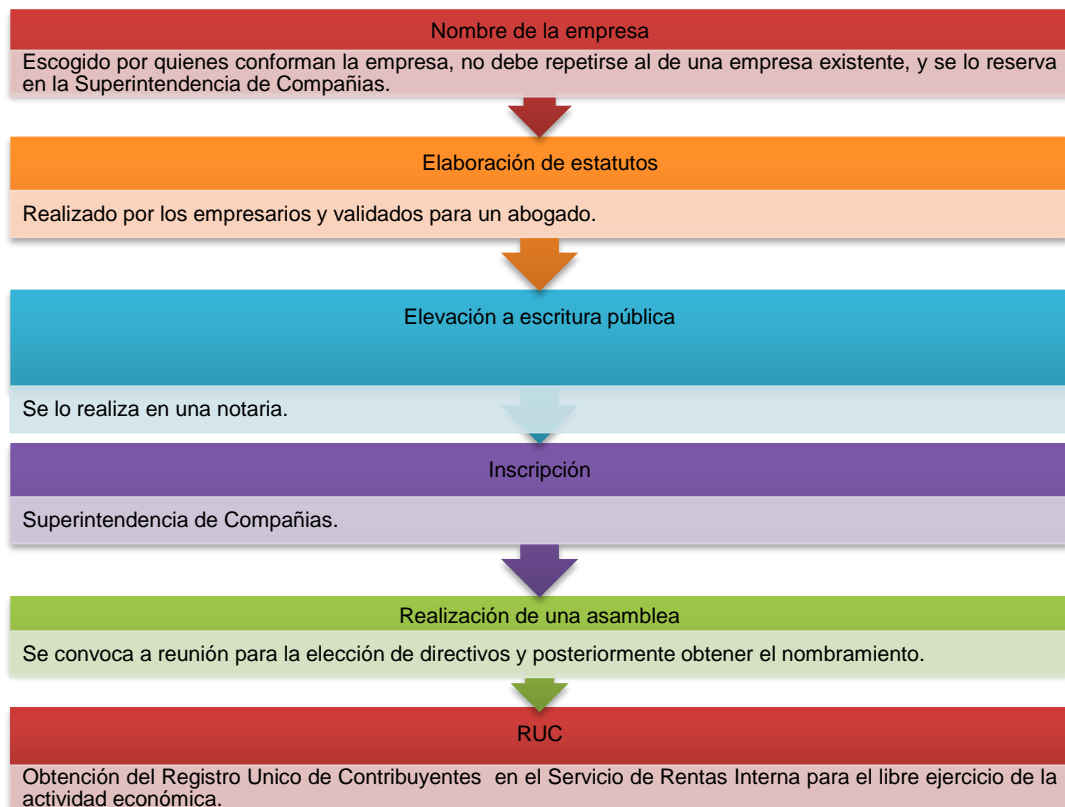 Nombre de la empresa
Escogido por quienes conforman la empresa, no debe repetirse al de una empresa existente, y se lo reserva
en la Superintendencia de Compañias.
Elaboración de estatutos
Realizado por los empresarios y validados para un abogado.
Elevación a escritura pública
Se lo realiza en una notaria.
Inscripción
Superintendencia de Compañias.
Realización de una asamblea
Se convoca a reunión para la elección de directivos y posteriormente obtener el nombramiento.
RUC
Obtención del Registro Unico de Contribuyentes en el Servicio de Rentas Interna para el libre ejercicio de la
actividad económica.